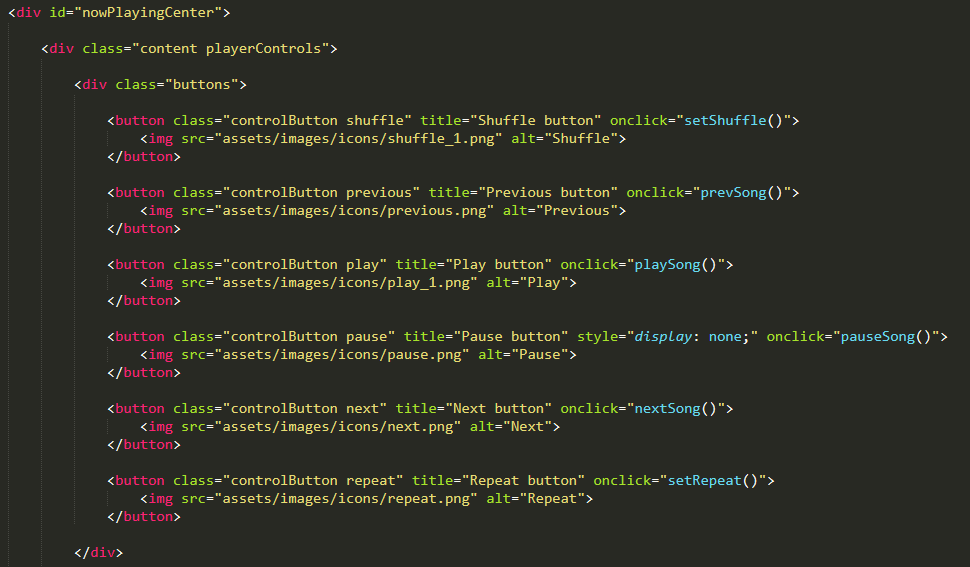 <div id="nowPlayingCenter">
<div class="content playerControls">
<div class="buttons">
<button class="controlButton shuffle" title="Shuffle button" onclick="setShuffle()">
<img src="assets/images/icons/shuffle_1.png" alt="Shuffle">
</button>
<button class="controlButton previous" title="Previous button" onclick="prevSong()">
<img src="assets/images/icons/previous.png" alt="Previous">
</button>
<button class="controlButton play" title="Play button" onclick="playSong()">
<img src="assets/images/icons/play_1.png" alt="Play">
</button>
<button class="controlButton pause" title="Pause button" style="display: none;" onclick="pauseSong()">
<img src="assets/images/icons/pause.png" alt="Pause">
</button>
<button class="controlButton next" title="Next button" onclick="nextSong()">
<img src="assets/images/icons/next.png" alt="Next">
</button>
<button class="controlButton repeat" title="Repeat button" onclick="setRepeat()">
<img src="assets/images/icons/repeat.png" alt="Repeat">
</button>
</div>